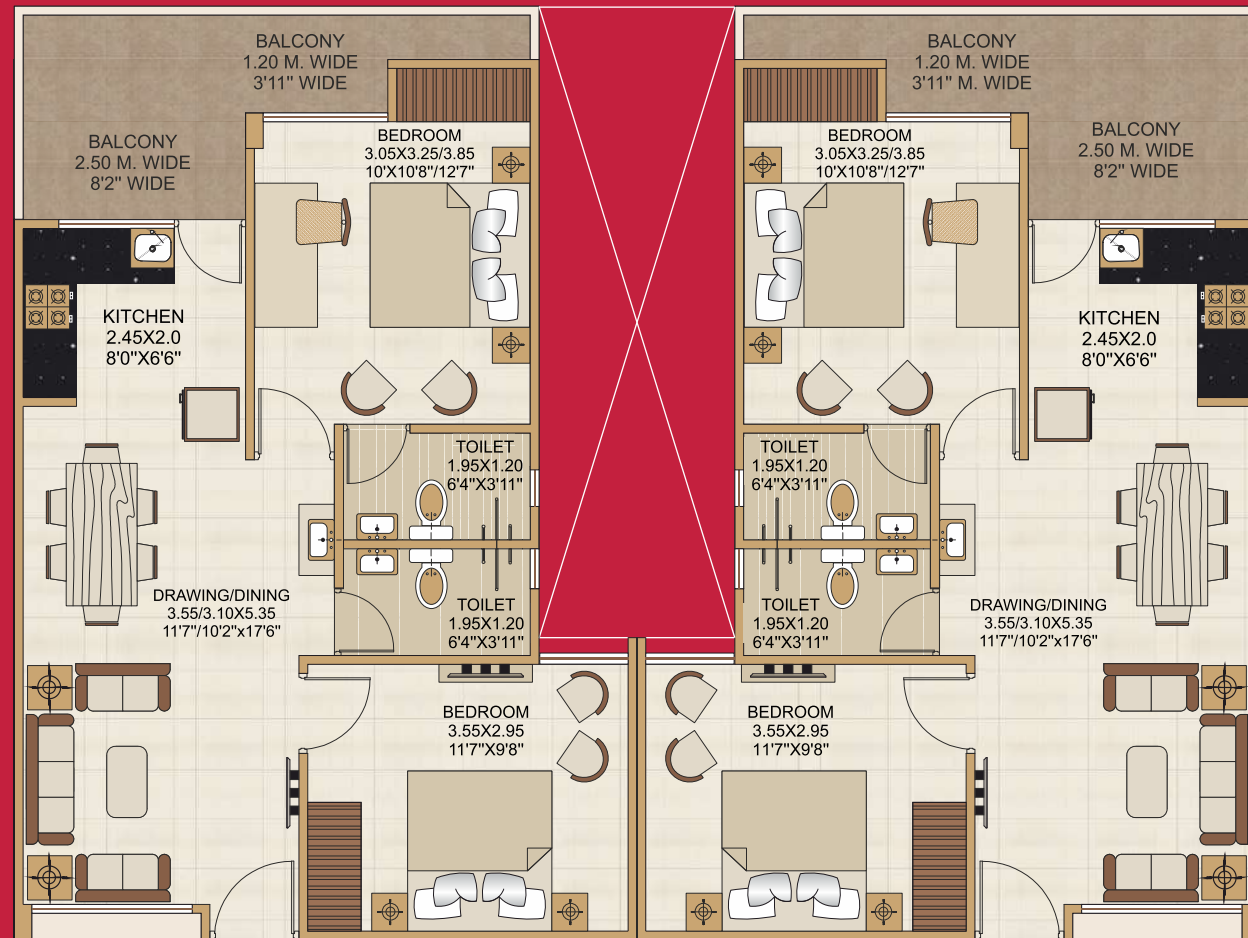 BALCONY
1.20 M. WIDE
3'11" WIDE
BALCONY
1.20 M. WIDE
3'11" M. WIDE
BALCONY
2.50 M. WIDE
8'2" WIDE
BEDROOM
3.05X3.25/3.85
10'X10'8"/12'7"
BEDROOM
3.05X3.25/3.85
10'X10'8"/12'7"
BALCONY
2.50 M. WIDE
8'2" WIDE
KITCHEN
2.45X2.0
8'0"X6'6"
KITCHEN
2.45X2.0
8'0"X6'6"
TOILET
1.95X1.20
6'4"X3'11"
TOILET
1.95X1.20
6'4"X3'11"
DRAWING/DINING
3.55/3.10X5.35
11'7"/10'2"x17'6"
TOILET
1.95X1.20
6'4"X3'11"
TOILET
1.95X1.20
6'4"X3'11"
DRAWING/DINING
3.55/3.10X5.35
11'7"/10'2"x17'6"
BEDROOM
3.55X2.95
11'7"X9'8"
BEDROOM
3.55X2.95
11'7"X9'8"